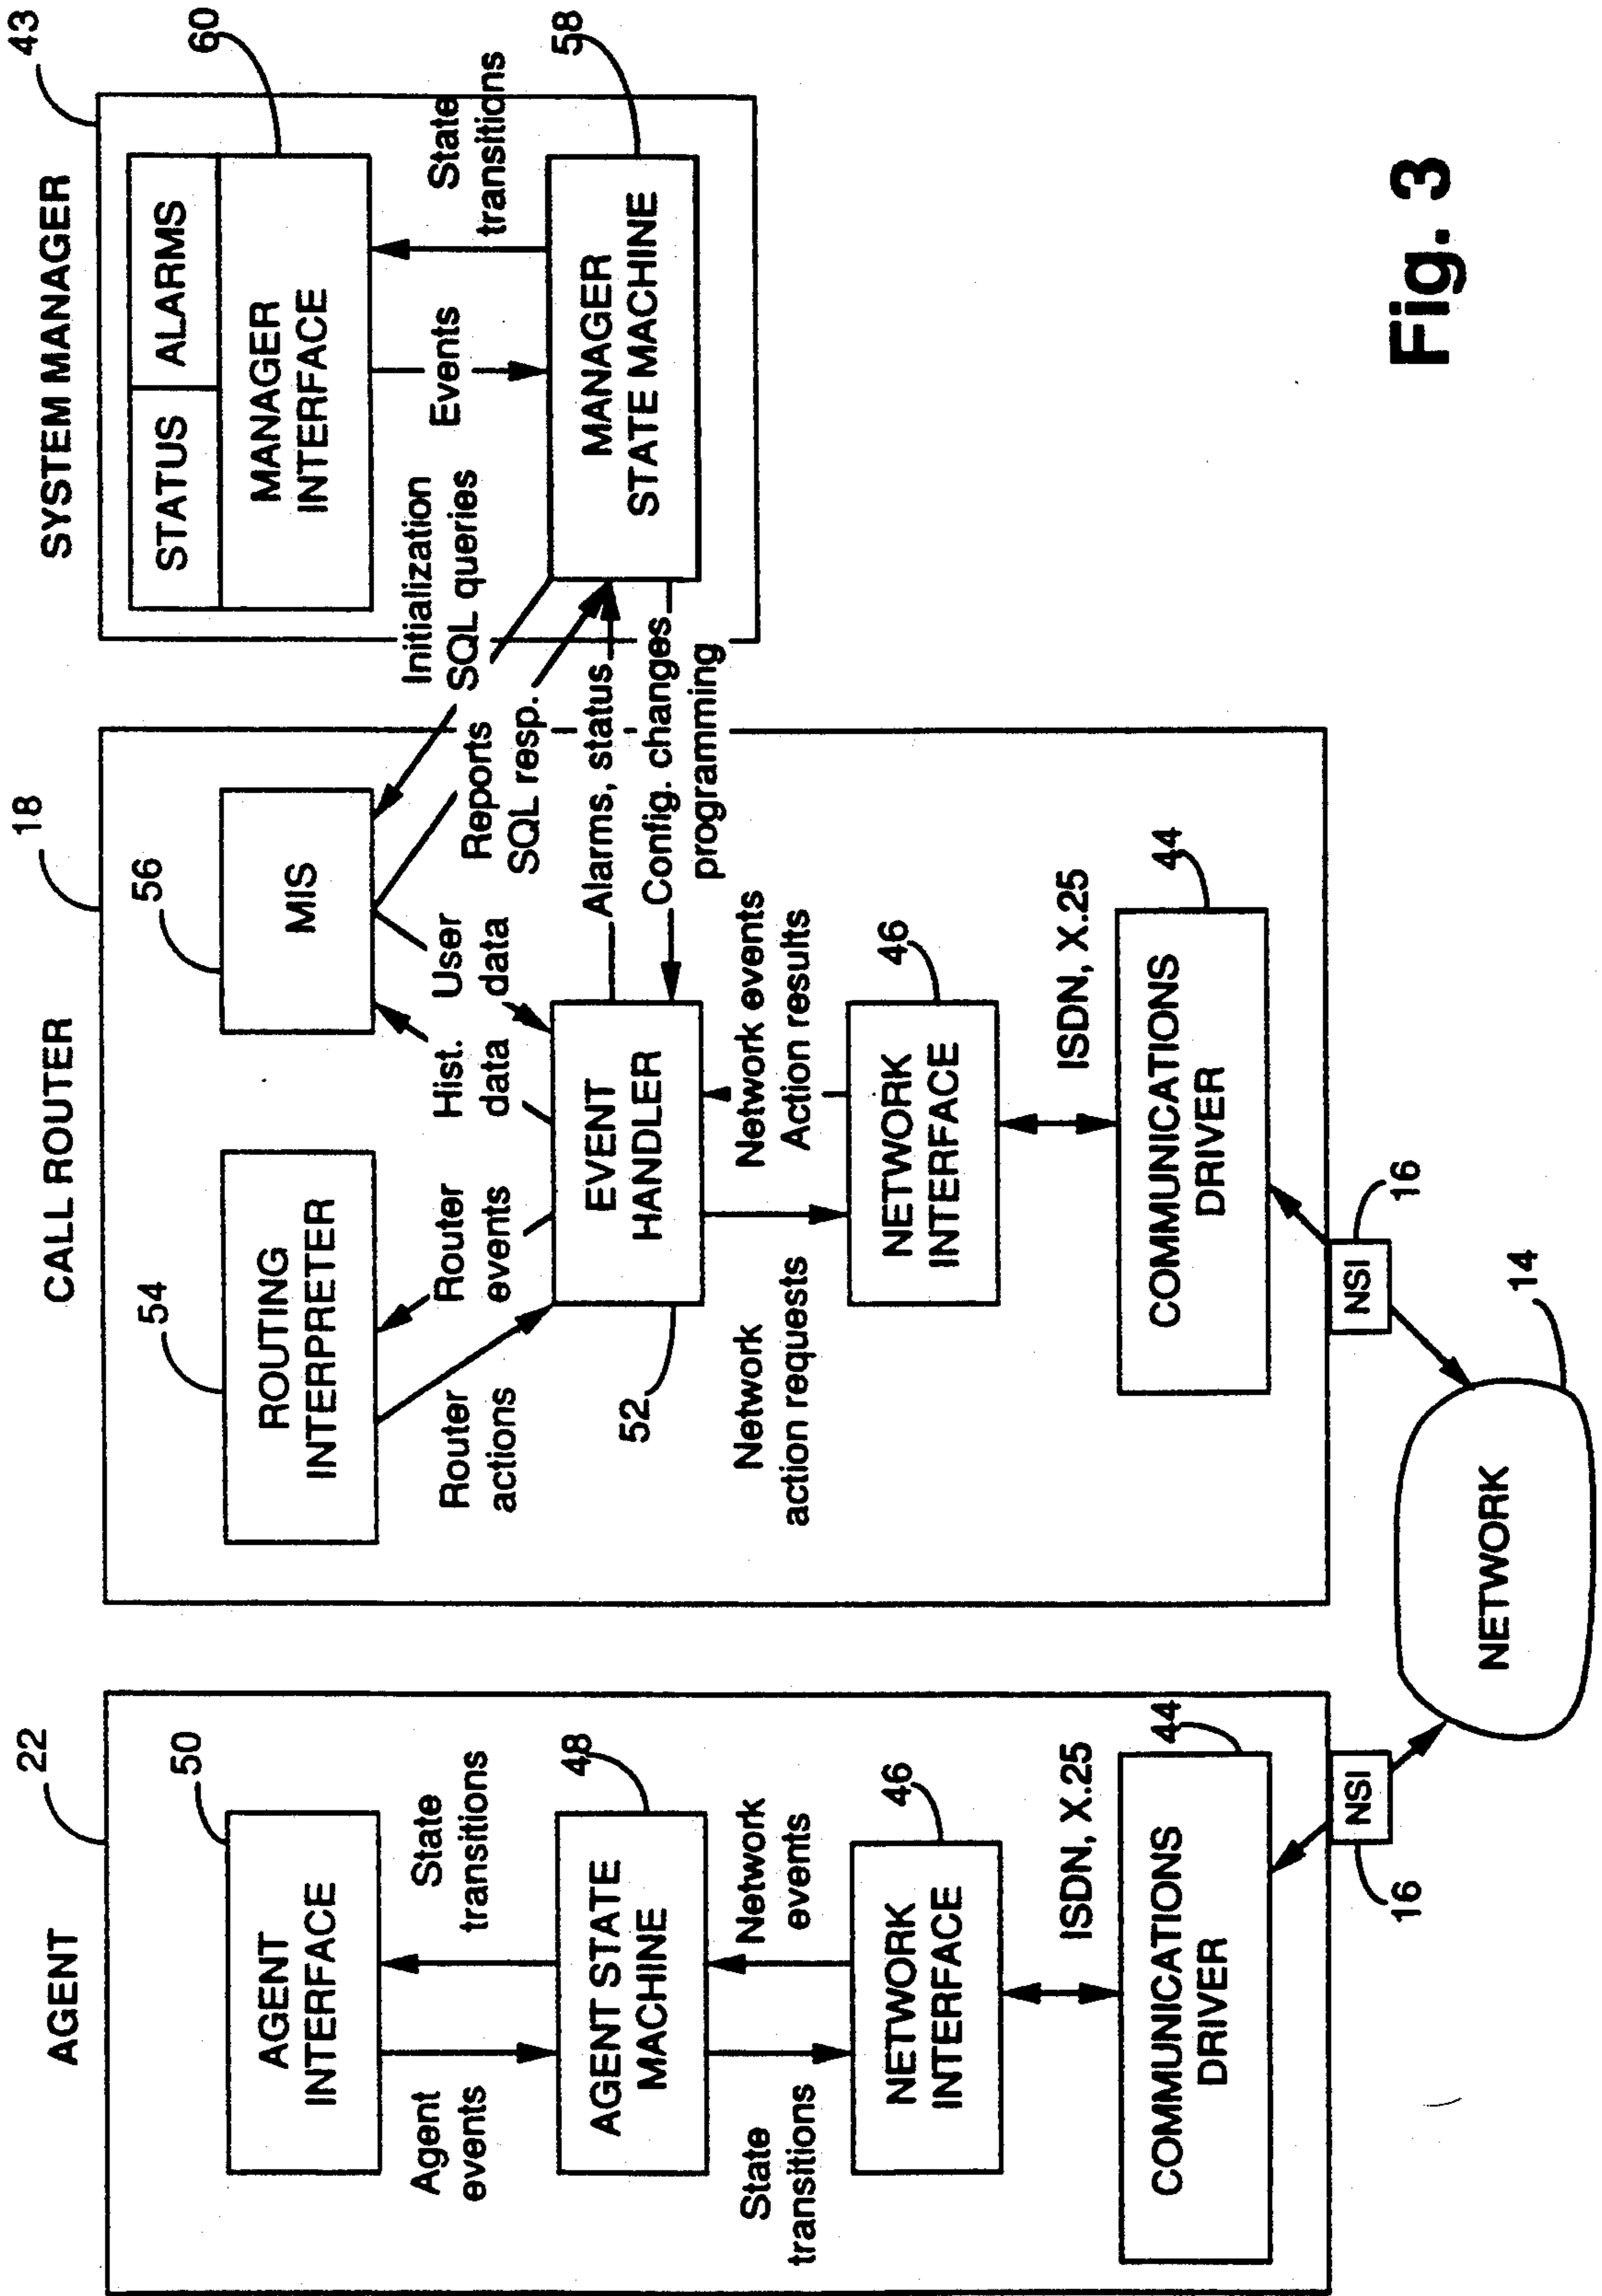 AGENT
22
AGENT
INTERFACE
50
Agent
events
State
transitions
AGENT STATE
MACHINE
48
State
transitions
Network
events
NETWORK
INTERFACE
46
ISDN, X.25
COMMUNICATIONS
DRIVER
44
NSI
16
NETWORK
14
CALL ROUTER
18
ROUTING
INTERPRETER
54
MIS
56
Router
actions
Router
events
Hist.
data
User
data
EVENT
HANDLER
52
Network
action requests
Network events
Action results
NETWORK
INTERFACE
46
ISDN, X.25
COMMUNICATIONS
DRIVER
44
NSI
16
Initialization
SQL queries
Reports
SQL resp.
Alarms, status
Config. changes
programming
SYSTEM MANAGER
43
STATUS
ALARMS
MANAGER
INTERFACE
60
Events
State
transitions
MANAGER
STATE MACHINE
58
Fig. 3